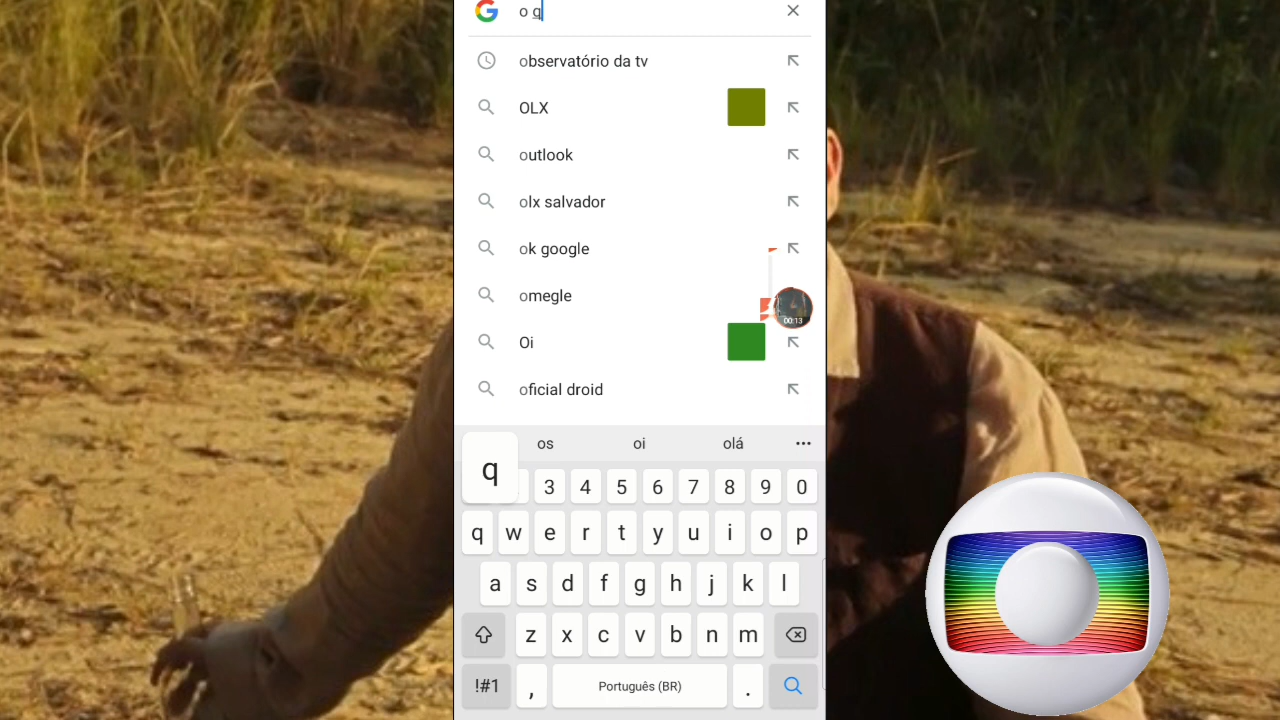 o q
observatório da tv
OLX
outlook
olx salvador
ok google
omegle
00:13
Oi
oficial droid
os oi olá
q
3 4 5 6 7 8 9 0
q w e r t y u i o p
a s d f g h j k l
z x c v b n m
!#1 , Português (BR) .